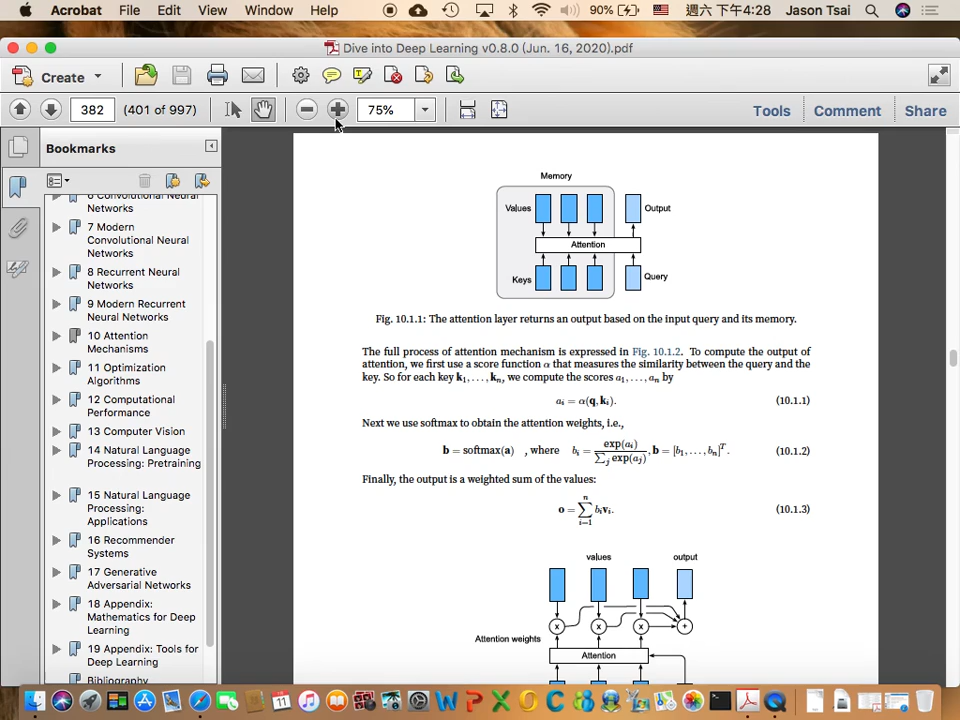 Acrobat File Edit View Window Help 90% 週六 下午4:28 Jason Tsai
Dive into Deep Learning v0.8.0 (Jun. 16, 2020).pdf
Create
382 (401 of 997) 75% Tools Comment Share
Bookmarks
6 Convolutional Neural
Networks
7 Modern
Convolutional Neural
Networks
8 Recurrent Neural
Networks
9 Modern Recurrent
Neural Networks
10 Attention
Mechanisms
11 Optimization
Algorithms
12 Computational
Performance
13 Computer Vision
14 Natural Language
Processing: Pretraining
15 Natural Language
Processing:
Applications
16 Recommender
Systems
17 Generative
Adversarial Networks
18 Appendix:
Mathematics for Deep
Learning
19 Appendix: Tools for
Deep Learning
Bibliography
Memory
Values Output
Attention
Keys Query
Fig. 10.1.1: The attention layer returns an output based on the input query and its memory.
The full process of attention mechanism is expressed in Fig. 10.1.2. To compute the output of
attention, we first use a score function α that measures the similarity between the query and the
key. So for each key k₁, . . . , kₙ, we compute the scores a₁, . . . , aₙ by
aᵢ = α(q, kᵢ). (10.1.1)
Next we use softmax to obtain the attention weights, i.e.,
b = softmax(a) , where bᵢ = exp(aᵢ) / ∑ⱼ exp(aⱼ), b = [b₁, . . . , bₙ]ᵀ. (10.1.2)
Finally, the output is a weighted sum of the values:
o = ∑ⁿᵢ₌₁ bᵢvᵢ. (10.1.3)
values output
x x x +
Attention weights
Attention